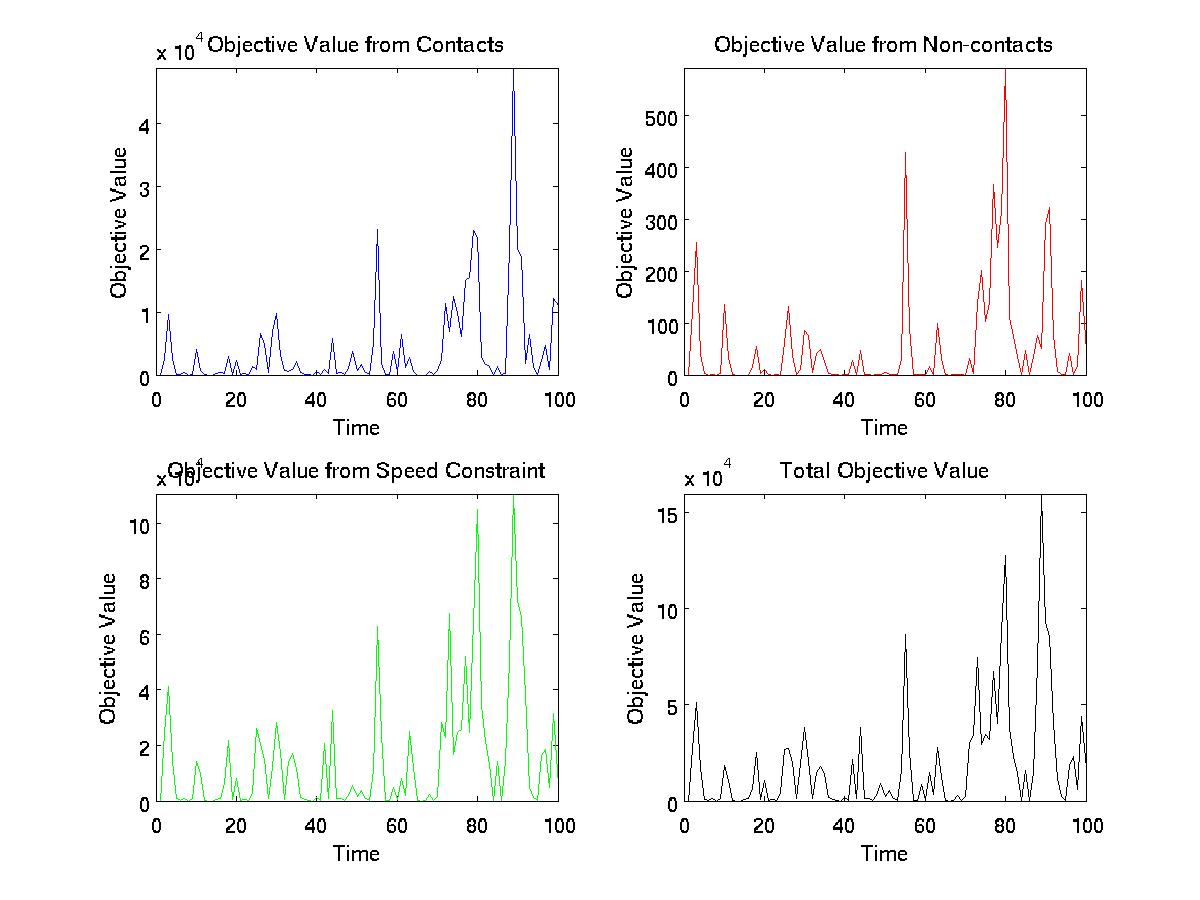 x 10^4
Objective Value from Contacts
Objective Value
4
3
2
1
0
0 20 40 60 80 100
Time
Objective Value from Non-contacts
Objective Value
500
400
300
200
100
0
0 20 40 60 80 100
Time
x 10^4
Objective Value from Speed Constraint
Objective Value
10
8
6
4
2
0
0 20 40 60 80 100
Time
x 10^4
Total Objective Value
Objective Value
15
10
5
0
0 20 40 60 80 100
Time